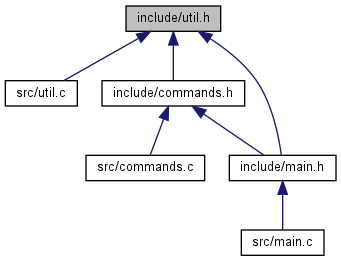 include/util.h
src/util.c
include/commands.h
src/commands.c
include/main.h
src/main.c